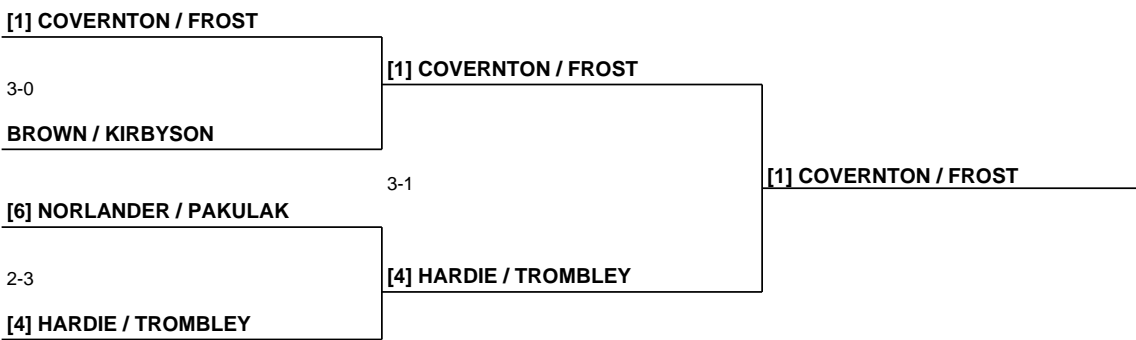 [1] COVERNTON / FROST
3-0
BROWN / KIRBYSON
[6] NORLANDER / PAKULAK
2-3
[4] HARDIE / TROMBLEY
[1] COVERNTON / FROST
3-1
[4] HARDIE / TROMBLEY
[1] COVERNTON / FROST